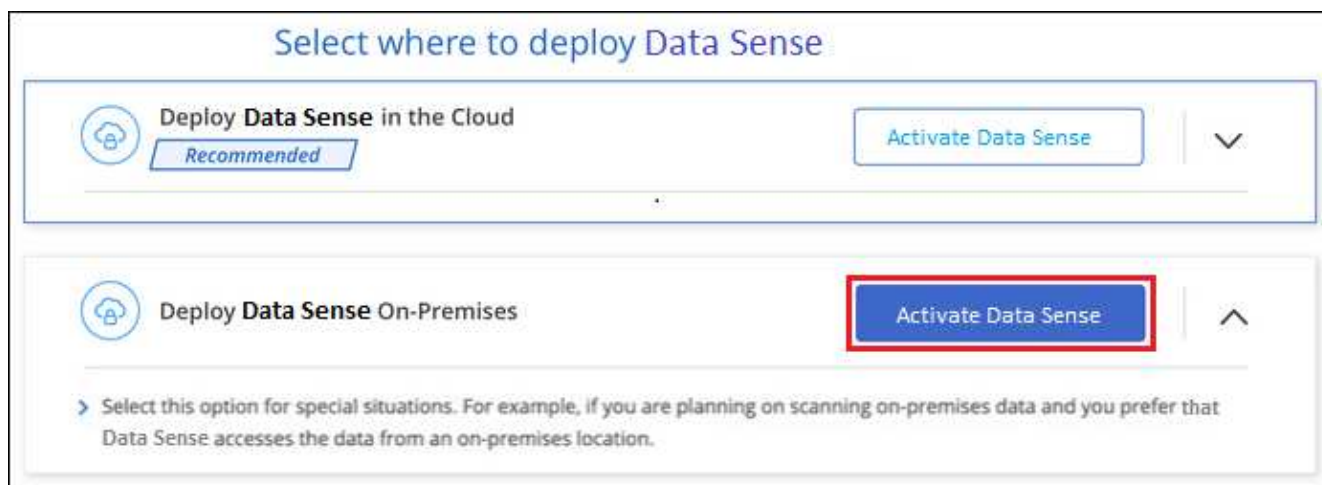 Select where to deploy Data Sense
Deploy Data Sense in the Cloud
Recommended
Activate Data Sense
Deploy Data Sense On-Premises
Activate Data Sense
Select this option for special situations. For example, if you are planning on scanning on-premises data and you prefer that
Data Sense accesses the data from an on-premises location.